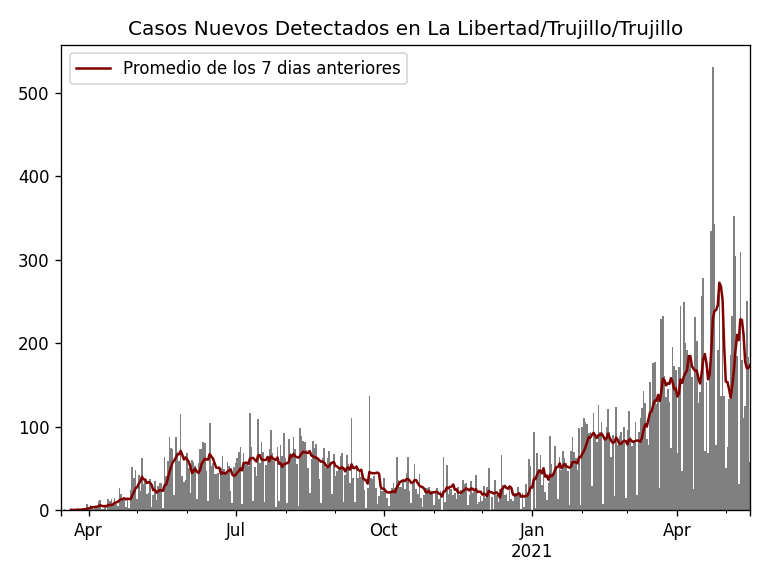 Casos Nuevos Detectados en La Libertad/Trujillo/Trujillo
Promedio de los 7 dias anteriores
500
400
300
200
100
0
Apr Jul Oct Jan Apr
2021